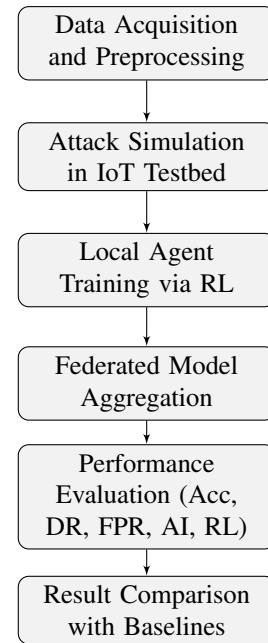 Data Acquisition
and Preprocessing
Attack Simulation
in IoT Testbed
Local Agent
Training via RL
Federated Model
Aggregation
Performance
Evaluation (Acc,
DR, FPR, AI, RL)
Result Comparison
with Baselines